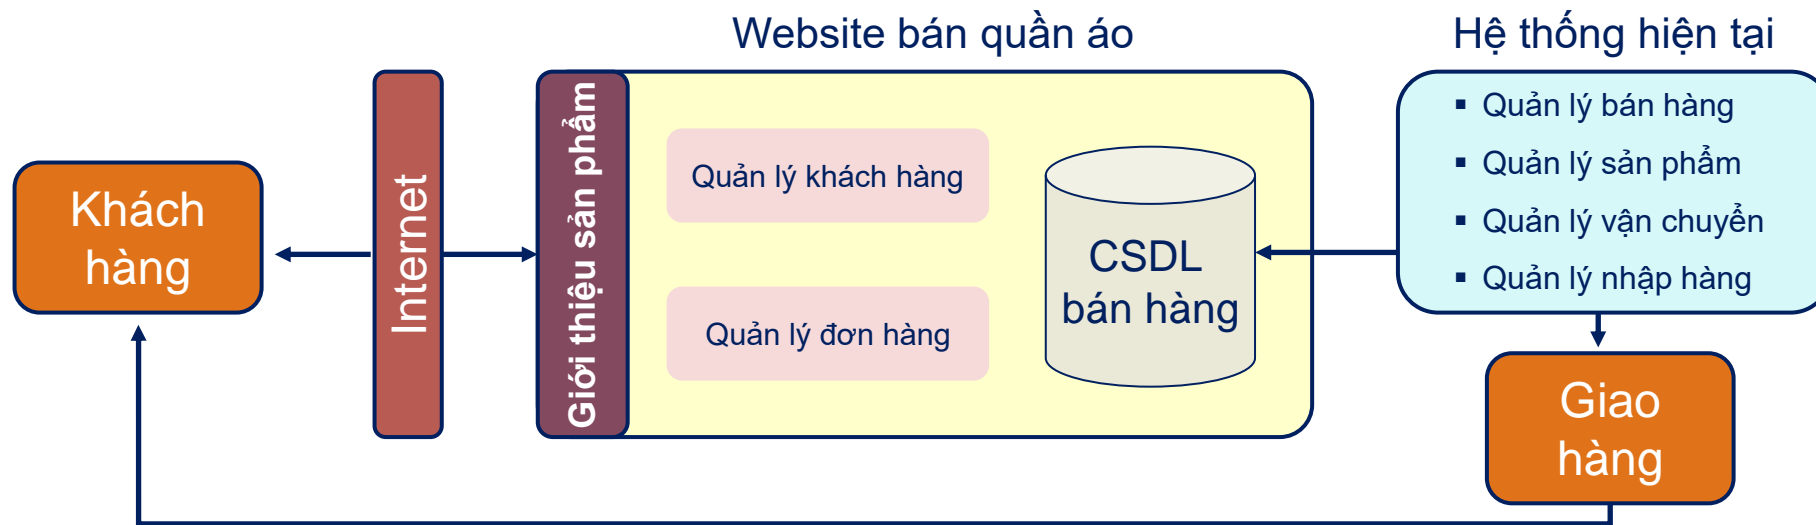 Website bán quần áo
Hệ thống hiện tại
Khách
hàng
Internet
Giới thiệu sản phẩm
Quản lý khách hàng
Quản lý đơn hàng
CSDL
bán hàng
▪ Quản lý bán hàng
▪ Quản lý sản phẩm
▪ Quản lý vận chuyển
▪ Quản lý nhập hàng
Giao
hàng